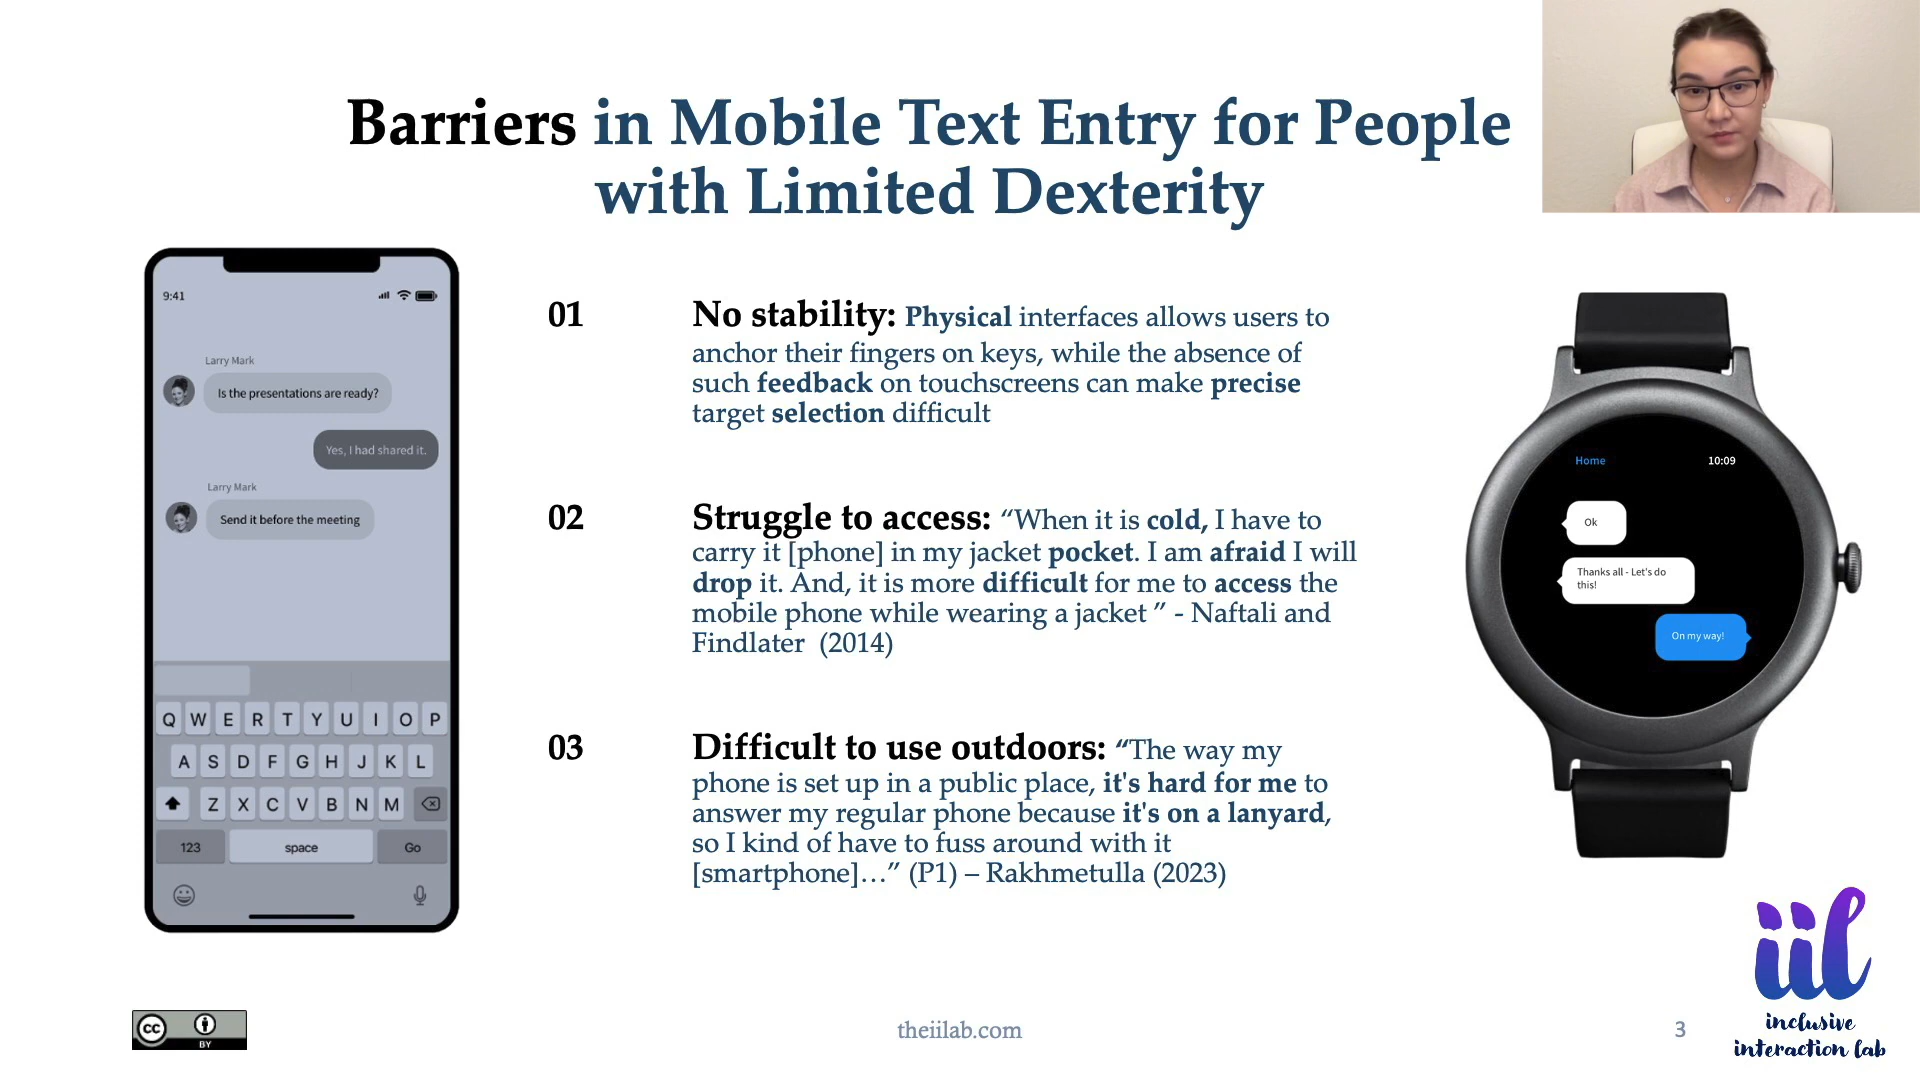 Barriers in Mobile Text Entry for People
with Limited Dexterity
9:41
Larry Mark
Is the presentations are ready?
Yes, I had shared it.
Larry Mark
Send it before the meeting
Q W E R T Y U I O P
A S D F G H J K L
Z X C V B N M
123 space Go
01
No stability: Physical interfaces allows users to
anchor their fingers on keys, while the absence of
such feedback on touchscreens can make precise
target selection difficult
02
Struggle to access: “When it is cold, I have to
carry it [phone] in my jacket pocket. I am afraid I will
drop it. And, it is more difficult for me to access the
mobile phone while wearing a jacket ” - Naftali and
Findlater (2014)
03
Difficult to use outdoors: “The way my
phone is set up in a public place, it's hard for me to
answer my regular phone because it's on a lanyard,
so I kind of have to fuss around with it
[smartphone]…” (P1) – Rakhmetulla (2023)
Home 10:09
Ok
Thanks all - Let's do
this!
On my way!
cc
BY
theiilab.com
3
iil
inclusive
interaction lab